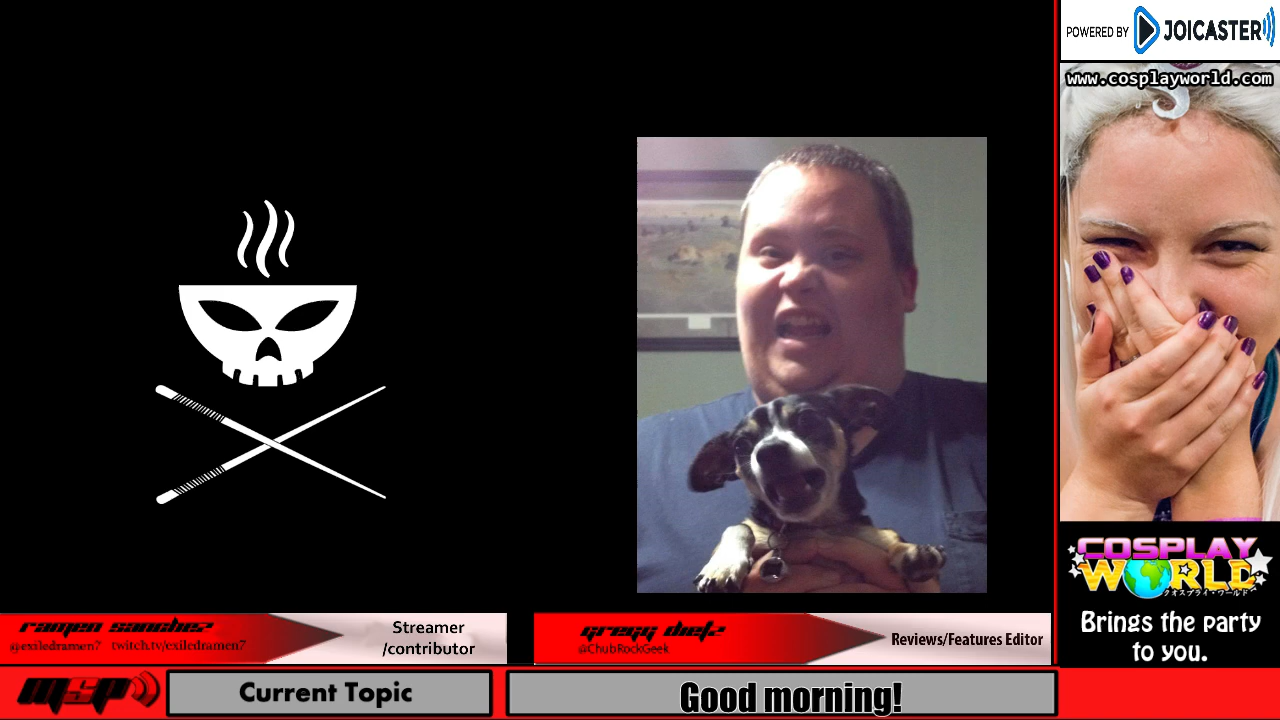 POWERED BY JOICASTER
www.cosplayworld.com
ramen sanchez
@exiledramen7 twitch.tv/exiledramen7
Streamer
/contributor
gregg dietz
@ChubRockGeek
Reviews/Features Editor
COSPLAY
WORLD
Brings the party
to you.
MSP
Current Topic
Good morning!